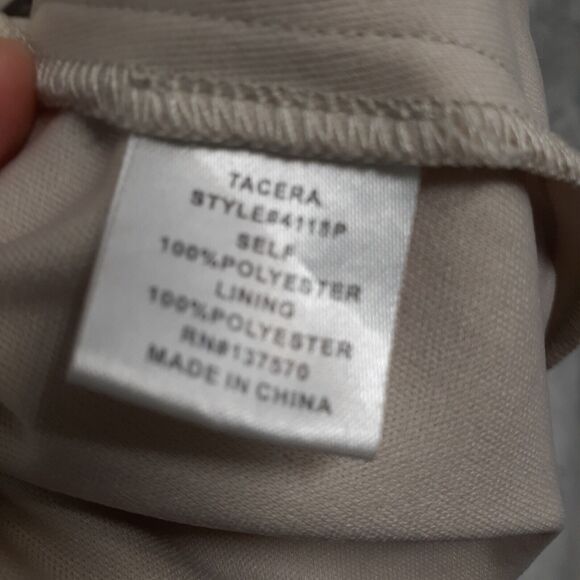 TACERA
STYLE#4115P
SELF
100%POLYESTER
LINING
100%POLYESTER
RN#137570
MADE IN CHINA